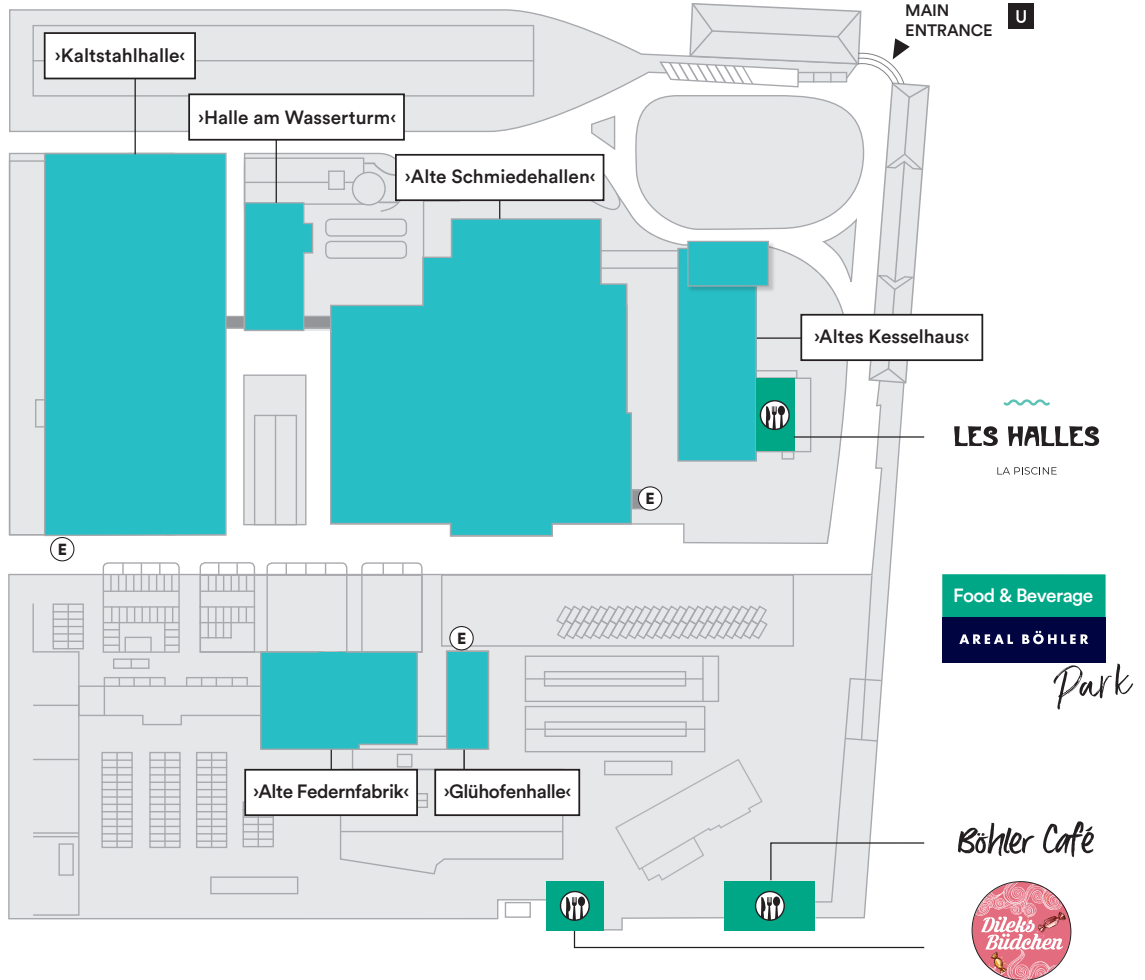 MAIN
ENTRANCE
U
›Kaltstahlhalle‹
›Halle am Wasserturm‹
›Alte Schmiedehallen‹
›Altes Kesselhaus‹
LES HALLES
LA PISCINE
E
E
Food & Beverage
AREAL BÖHLER
Park
E
›Alte Federnfabrik‹
›Glühofenhalle‹
Böhler Café
Dileks
Büdchen